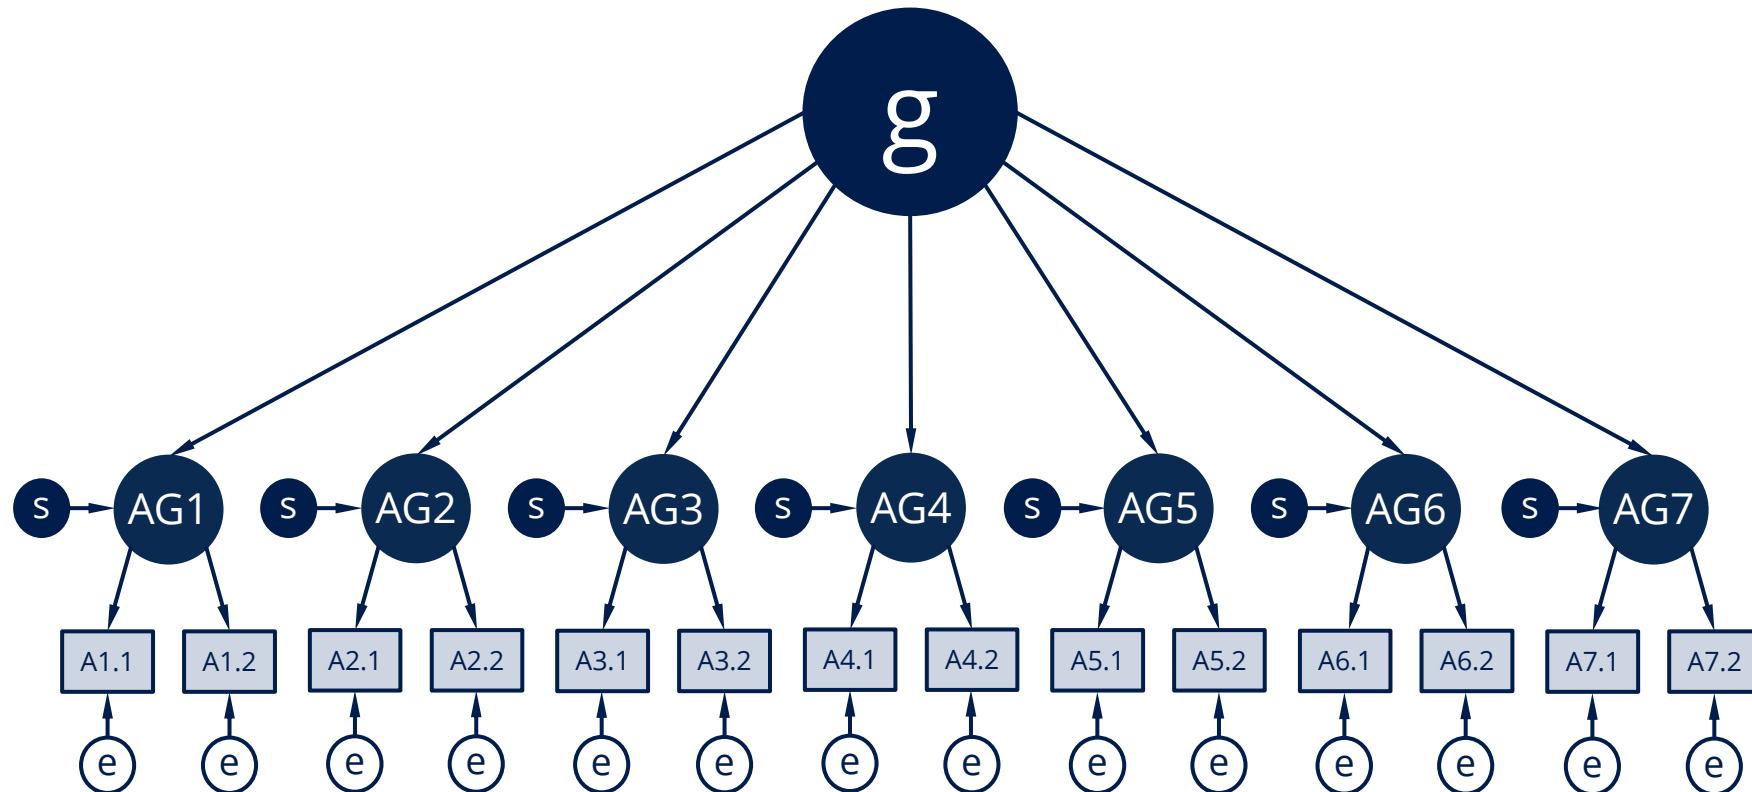 g
s AG1 s AG2 s AG3 s AG4 s AG5 s AG6 s AG7
A1.1 A1.2 A2.1 A2.2 A3.1 A3.2 A4.1 A4.2 A5.1 A5.2 A6.1 A6.2 A7.1 A7.2
e e e e e e e e e e e e e e